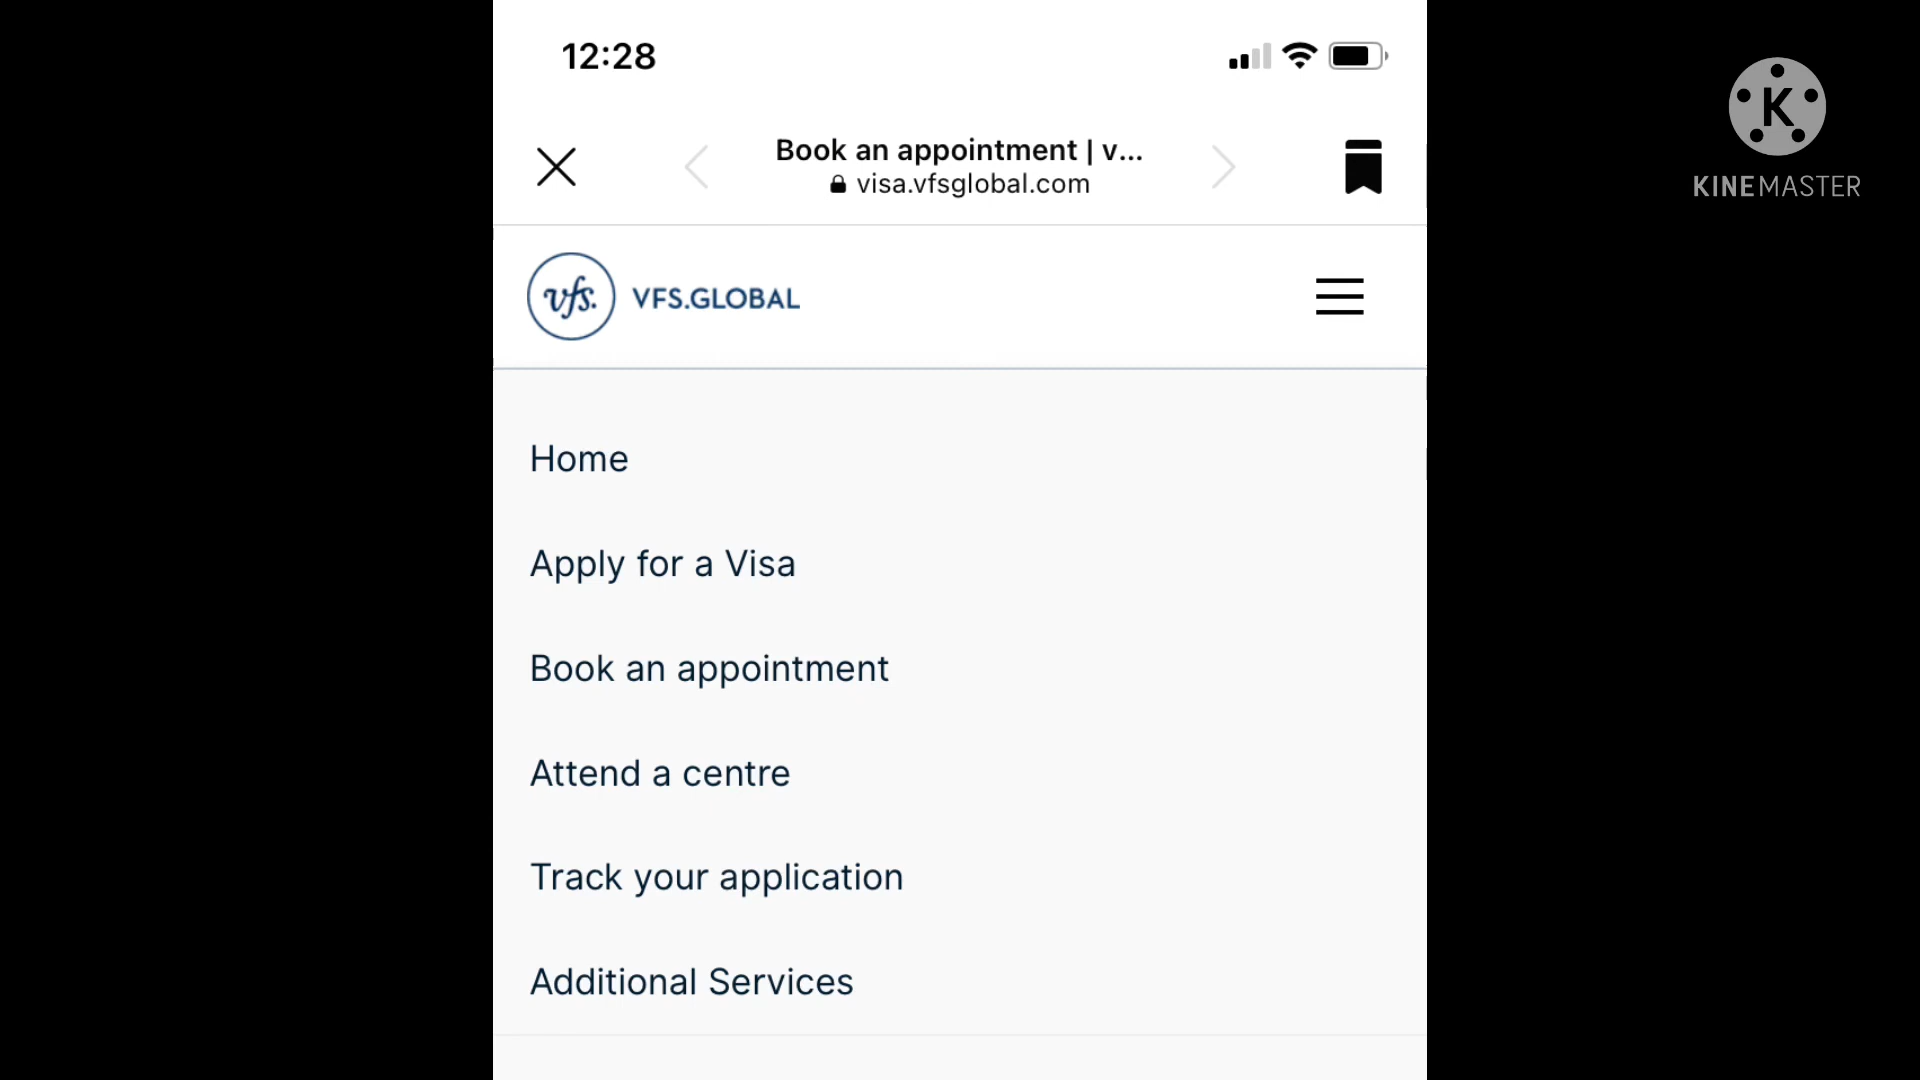 12:28
Book an appointment | v...
visa.vfsglobal.com
vfs. VFS.GLOBAL
Home
Apply for a Visa
Book an appointment
Attend a centre
Track your application
Additional Services
K
KINEMASTER